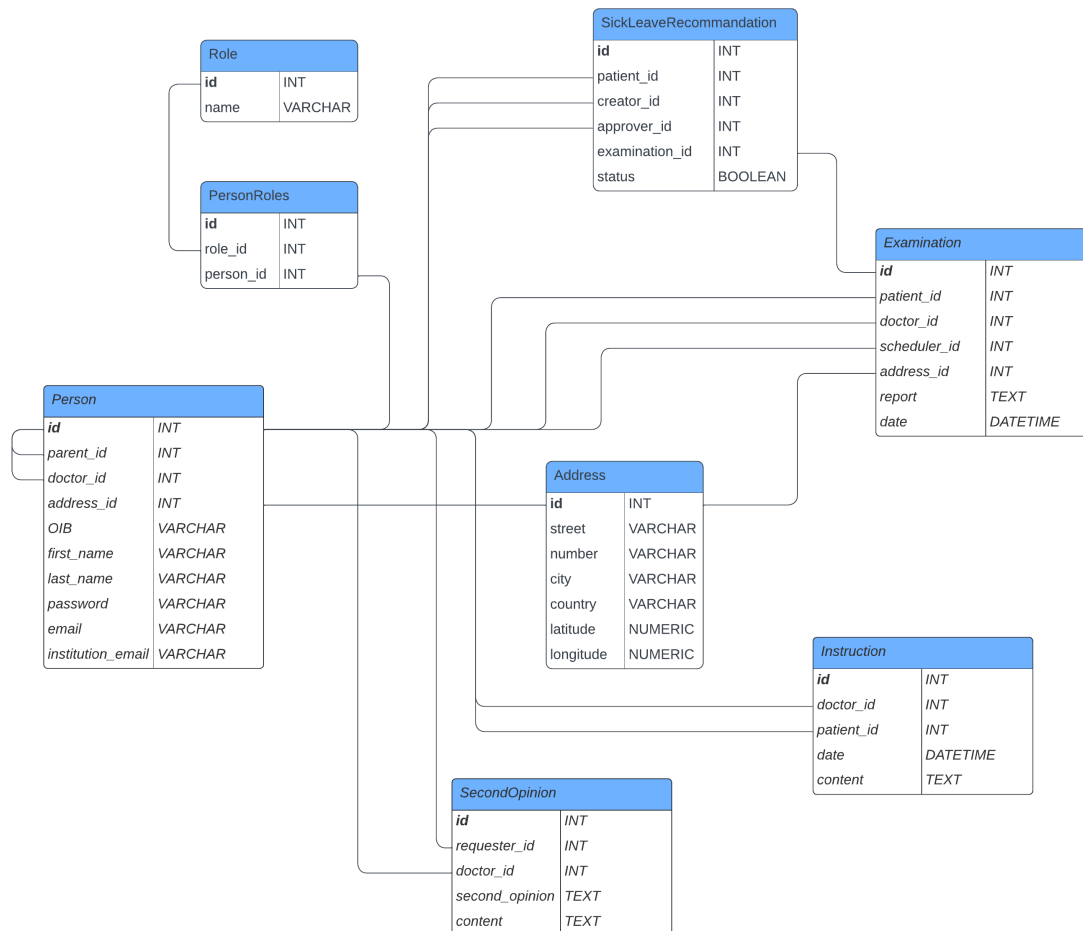 SickLeaveRecommandation
id INT
patient_id INT
creator_id INT
approver_id INT
examination_id INT
status BOOLEAN
Role
id INT
name VARCHAR
PersonRoles
id INT
role_id INT
person_id INT
Examination
id INT
patient_id INT
doctor_id INT
scheduler_id INT
address_id INT
report TEXT
date DATETIME
Person
id INT
parent_id INT
doctor_id INT
address_id INT
OIB VARCHAR
first_name VARCHAR
last_name VARCHAR
password VARCHAR
email VARCHAR
institution_email VARCHAR
Address
id INT
street VARCHAR
number VARCHAR
city VARCHAR
country VARCHAR
latitude NUMERIC
longitude NUMERIC
Instruction
id INT
doctor_id INT
patient_id INT
date DATETIME
content TEXT
SecondOpinion
id INT
requester_id INT
doctor_id INT
second_opinion TEXT
content TEXT